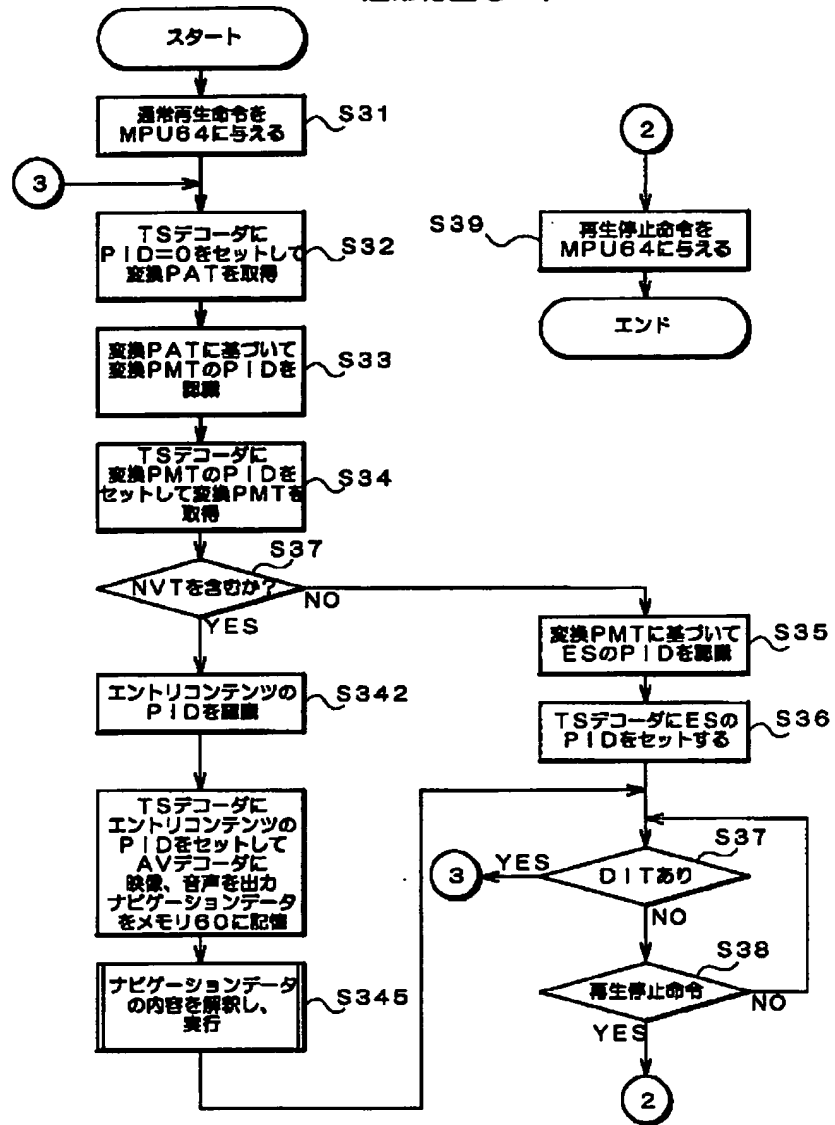 スタート
通常再生命令を
MPU64に与える
S31
3
TSデコーダに
PID=0をセットして
変換PATを取得
S32
変換PATに基づいて
変換PMTのPIDを
認識
S33
TSデコーダに
変換PMTのPIDを
セットして変換PMTを
取得
S34
S37
NVTを含むか?
NO
YES
エントリコンテンツの
PIDを認識
S342
TSデコーダに
エントリコンテンツの
PIDをセットして
AVデコーダに
映像、音声を出力
ナビゲーションデータ
をメモリ60に記憶
ナビゲーションデータ
の内容を解釈し、
実行
S345
2
S39
再生停止命令を
MPU64に与える
エンド
変換PMTに基づいて
ESのPIDを認識
S35
TSデコーダにESの
PIDをセットする
S36
S37
3
YES
DITあり
NO
S38
再生停止命令
NO
YES
2